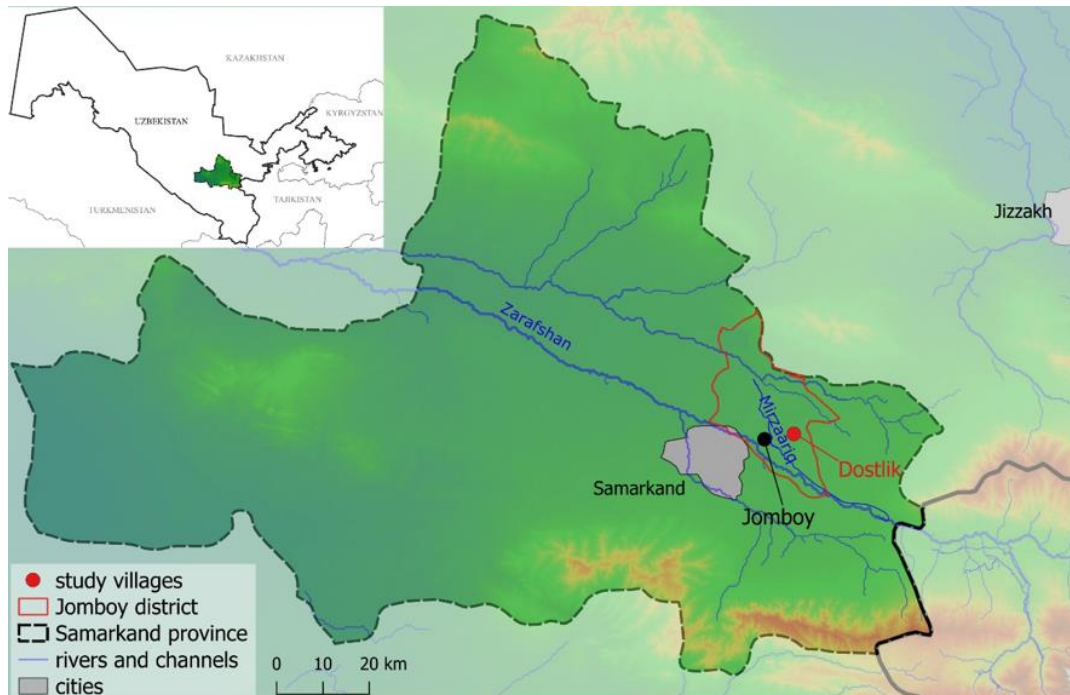 KAZAKHSTAN
KYRGYZSTAN
UZBEKISTAN
TAJIKISTAN
TURKMENISTAN
Jizzakh
Zarafshan
Mirzaariq
Dostlik
Samarkand
Jomboy
study villages
Jomboy district
Samarkand province
rivers and channels
cities
0 10 20 km